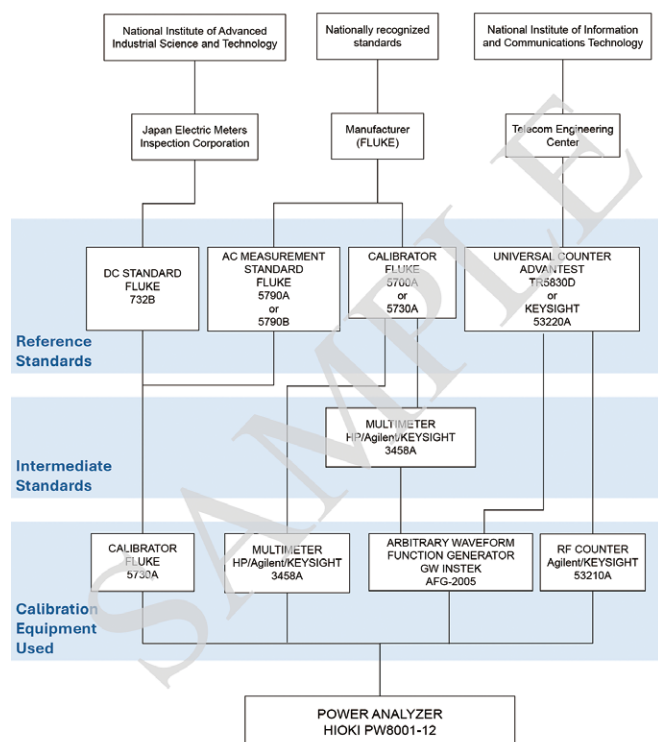 National Institute of Advanced
Industrial Science and Technology
Nationally recognized
standards
National Institute of Information
and Communications Technology
Japan Electric Meters
Inspection Corporation
Manufacturer
(FLUKE)
Telecom Engineering
Center
DC STANDARD
FLUKE
732B
AC MEASUREMENT
STANDARD
FLUKE
5790A
or
5790B
CALIBRATOR
FLUKE
5700A
or
5730A
UNIVERSAL COUNTER
ADVANTEST
TR5830D
or
KEYSIGHT
53220A
Reference
Standards
MULTIMETER
HP/Agilent/KEYSIGHT
3458A
Intermediate
Standards
CALIBRATOR
FLUKE
5730A
MULTIMETER
HP/Agilent/KEYSIGHT
3458A
ARBITRARY WAVEFORM
FUNCTION GENERATOR
GW INSTEK
AFG-2005
RF COUNTER
Agilent/KEYSIGHT
53210A
Calibration
Equipment
Used
POWER ANALYZER
HIOKI PW8001-12
SAMPLE